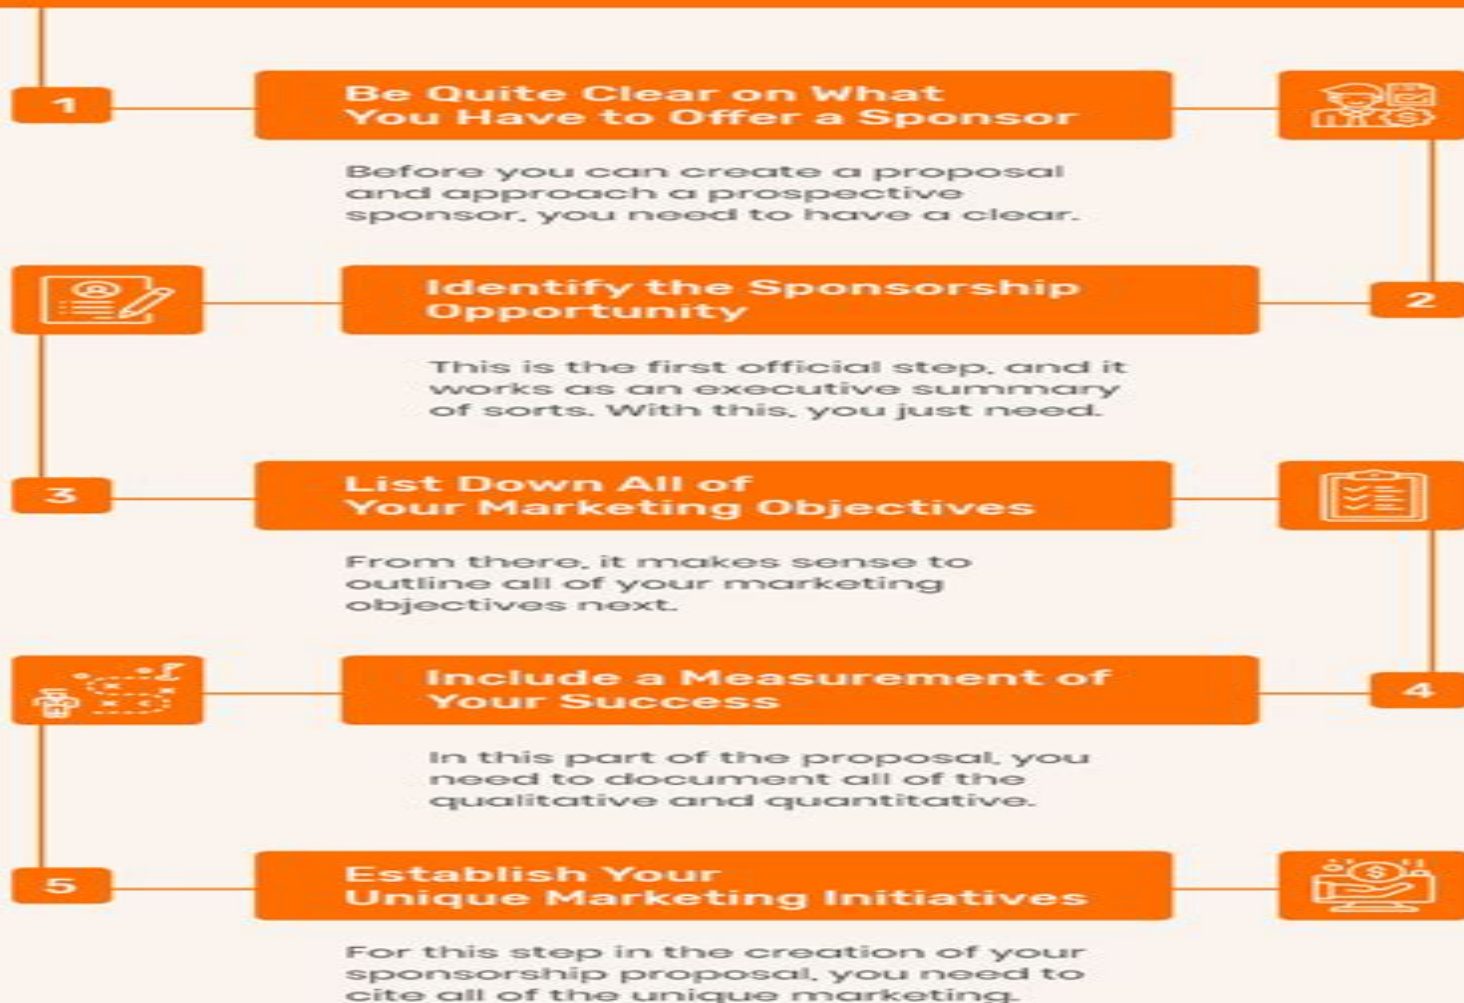 1
Be Quite Clear on What
You Have to Offer a Sponsor
Before you can create a proposal
and approach a prospective
sponsor, you need to have a clear.
2
Identify the Sponsorship
Opportunity
This is the first official step, and it
works as an executive summary
of sorts. With this, you just need.
3
List Down All of
Your Marketing Objectives
From there, it makes sense to
outline all of your marketing
objectives next.
4
Include a Measurement of
Your Success
In this part of the proposal, you
need to document all of the
qualitative and quantitative.
5
Establish Your
Unique Marketing Initiatives
For this step in the creation of your
sponsorship proposal, you need to
cite all of the unique marketing.